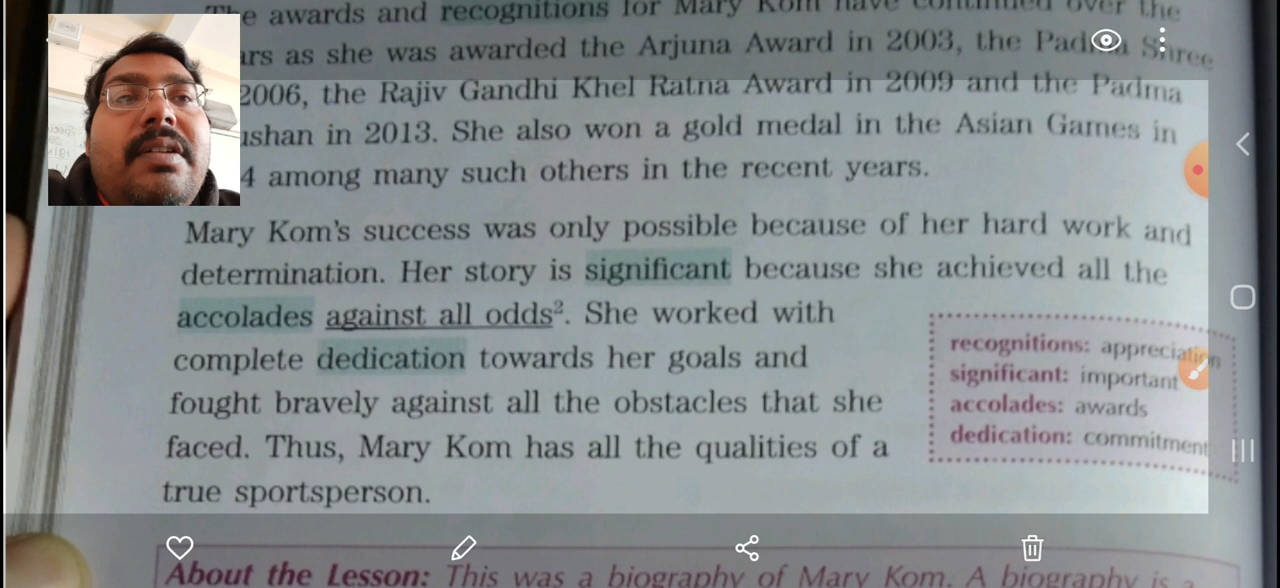 The awards and recognitions for Mary Kom have continued over the
ars as she was awarded the Arjuna Award in 2003, the Padma Shree
2006, the Rajiv Gandhi Khel Ratna Award in 2009 and the Padma
ushan in 2013. She also won a gold medal in the Asian Games in
4 among many such others in the recent years.
Mary Kom's success was only possible because of her hard work and
determination. Her story is significant because she achieved all the
accolades against all odds². She worked with
complete dedication towards her goals and
fought bravely against all the obstacles that she
faced. Thus, Mary Kom has all the qualities of a
true sportsperson.
recognitions: appreciation
significant: important
accolades: awards
dedication: commitment
About the Lesson: This was a biography of Mary Kom. A biography is